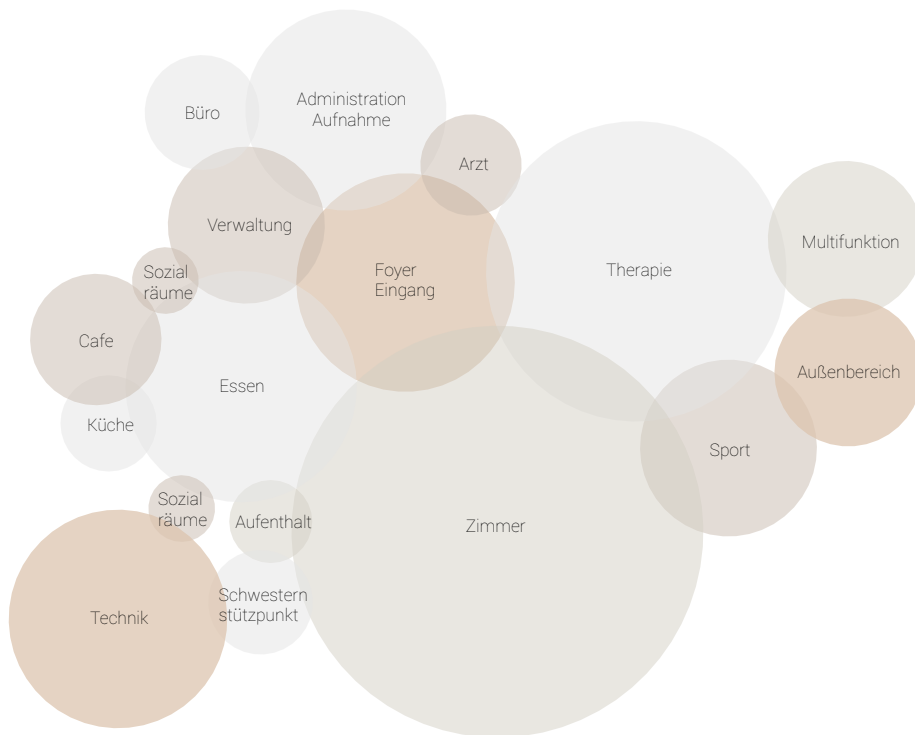 Administration
Aufnahme
Büro
Arzt
Verwaltung
Multifunktion
Foyer
Eingang
Therapie
Sozial
räume
Cafe
Außenbereich
Essen
Küche
Sport
Sozial
räume
Aufenthalt
Zimmer
Schwestern
stützpunkt
Technik